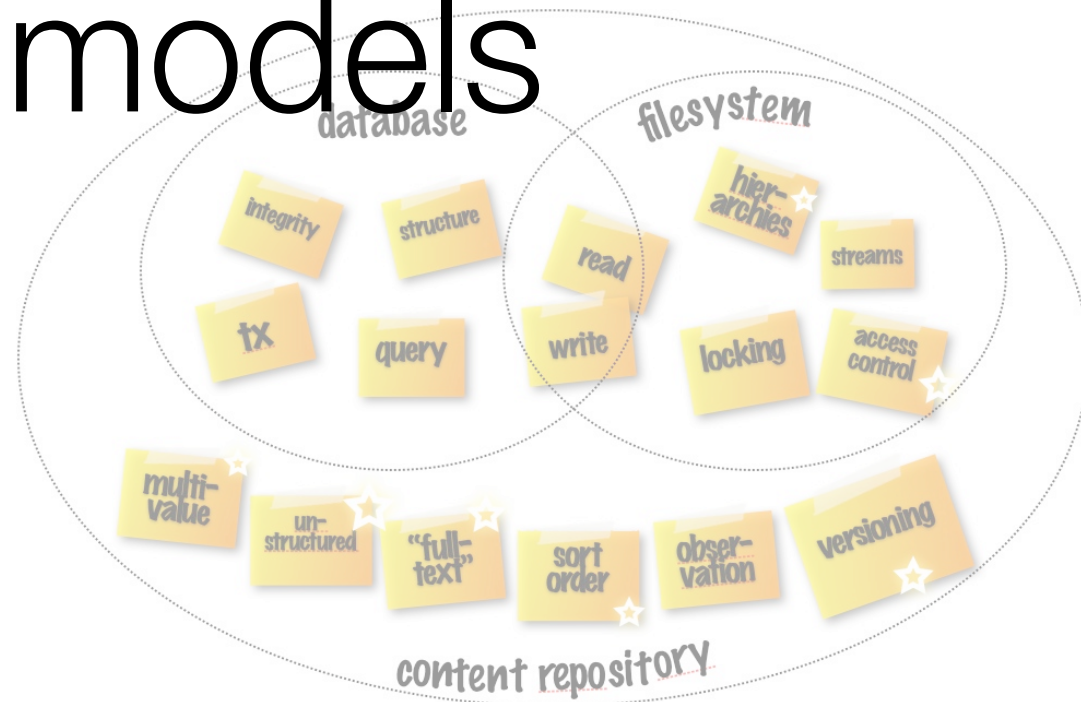 models
database
filesystem
integrity
structure
read
hier-
archies
streams
tx
query
write
locking
access
control
multi-
value
un-
structured
“full-
text”
sort
order
obser-
vation
versioning
content repository